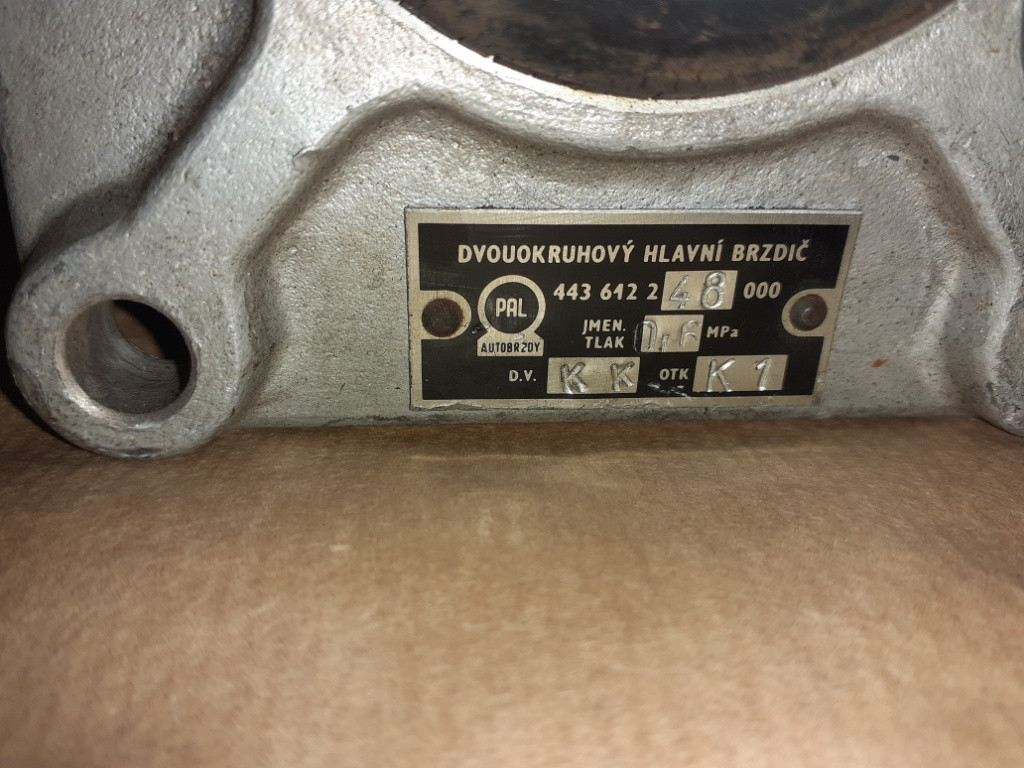 DVOUOKRUHOVÝ HLAVNÍ BRZDIČ
PAL
AUTOBRZDY
443 612 2 48 000
JMEN. TLAK 0,6 MPa
D.V. KK OTK K1